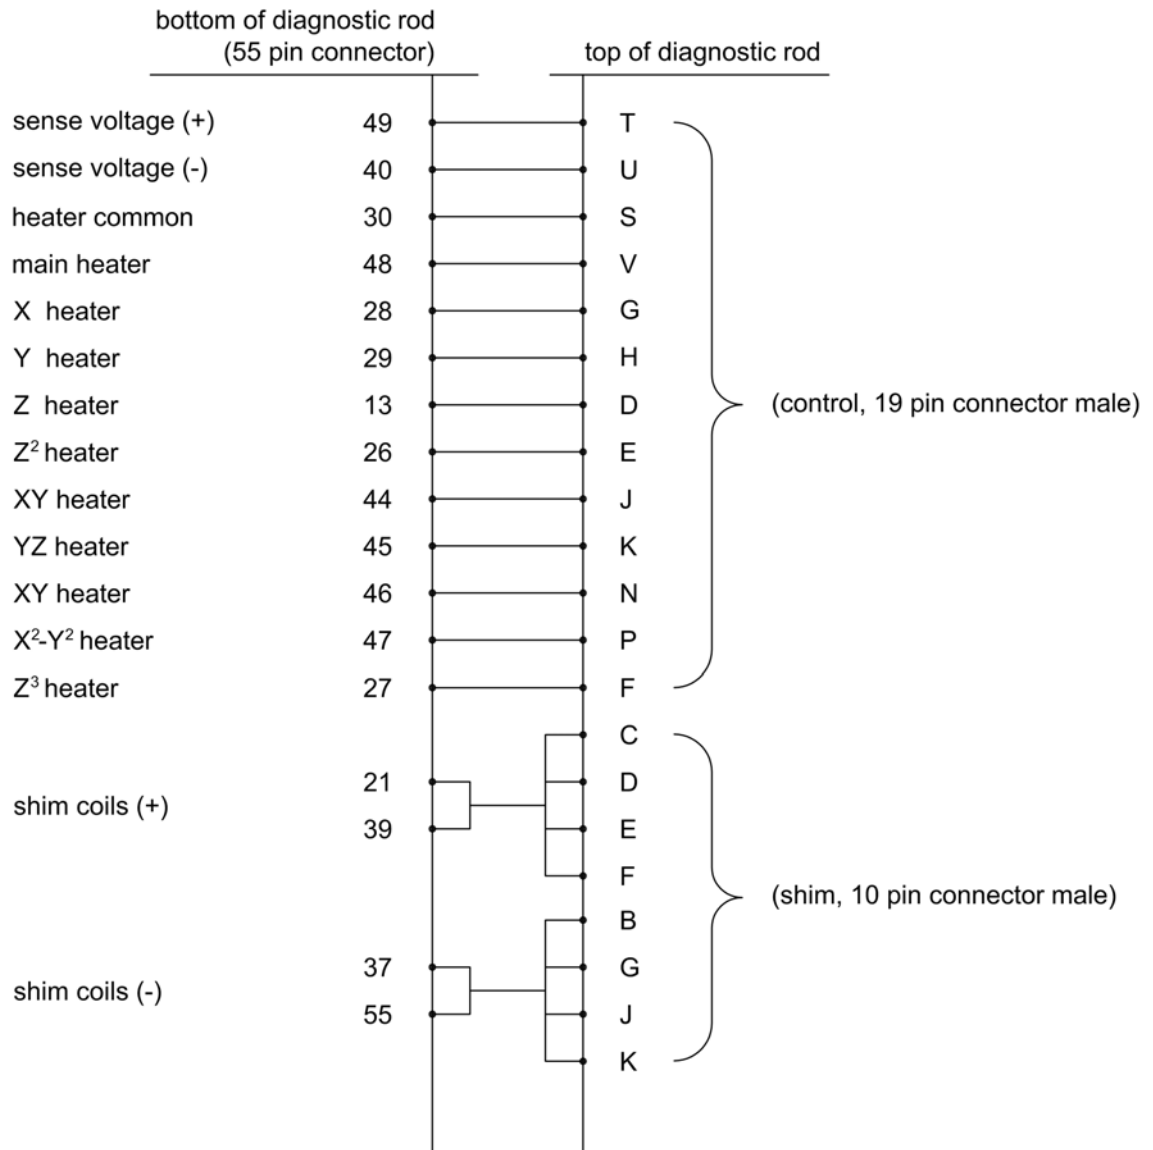 bottom of diagnostic rod
(55 pin connector)
top of diagnostic rod
sense voltage (+) 49 T
sense voltage (-) 40 U
heater common 30 S
main heater 48 V
X heater 28 G
Y heater 29 H
Z heater 13 D
(control, 19 pin connector male)
Z² heater 26 E
XY heater 44 J
YZ heater 45 K
XY heater 46 N
X²-Y² heater 47 P
Z³ heater 27 F
C
21 D
shim coils (+)
39 E
F
(shim, 10 pin connector male)
B
37 G
shim coils (-)
55 J
K